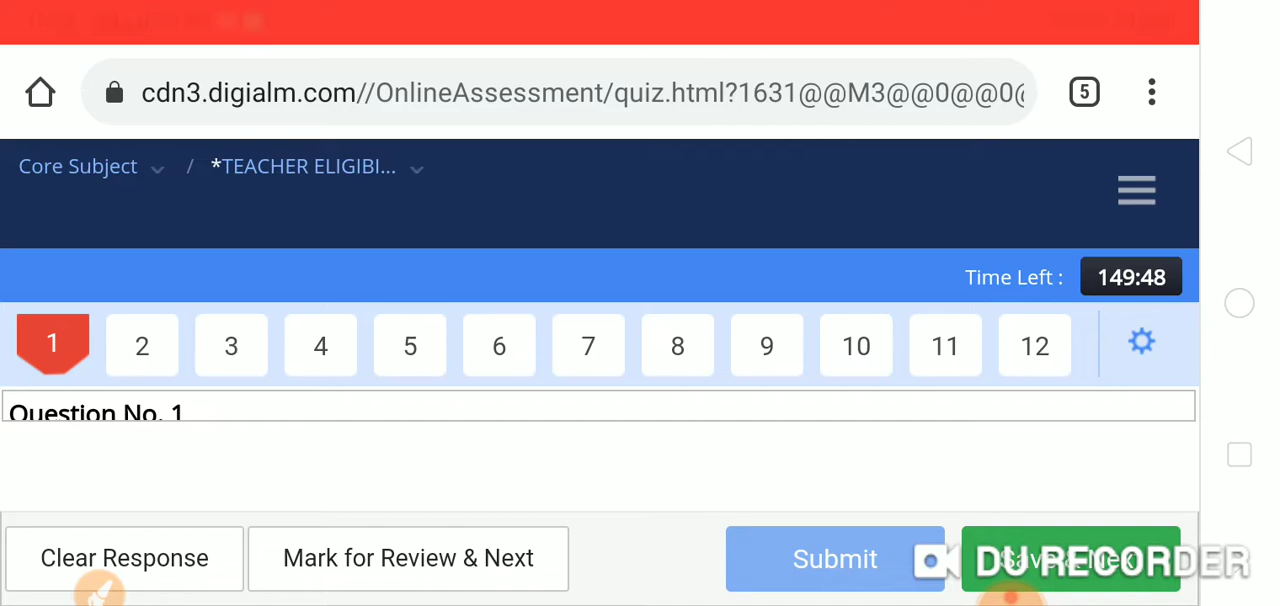 cdn3.digialm.com//OnlineAssessment/quiz.html?1631@@M3@@0@@0@
5
Core Subject / *TEACHER ELIGIBI...
Time Left : 149:48
1 2 3 4 5 6 7 8 9 10 11 12
Question No. 1
Clear Response Mark for Review & Next Submit Save & Next
DU RECORDER